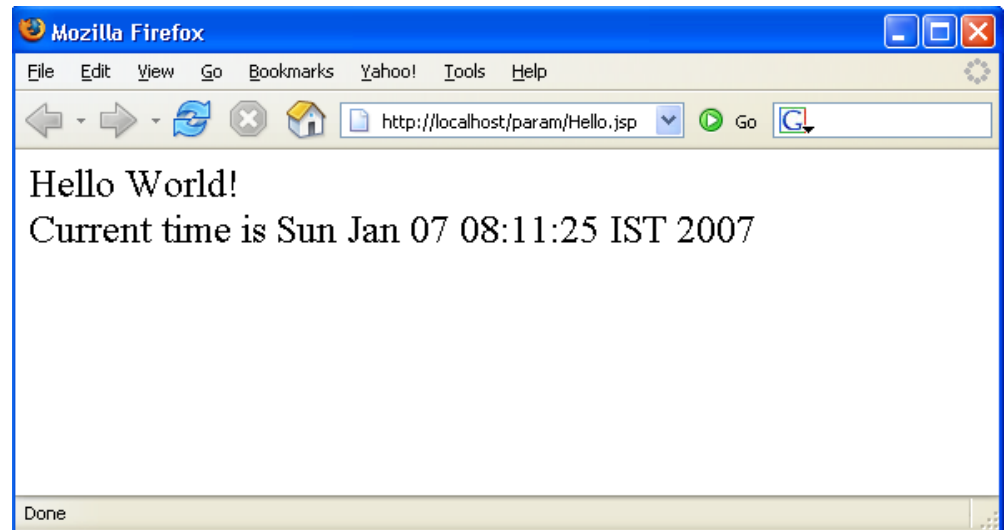 Mozilla Firefox
File Edit View Go Bookmarks Yahoo! Tools Help
http://localhost/param/Hello.jsp Go G
Hello World!
Current time is Sun Jan 07 08:11:25 IST 2007
Done